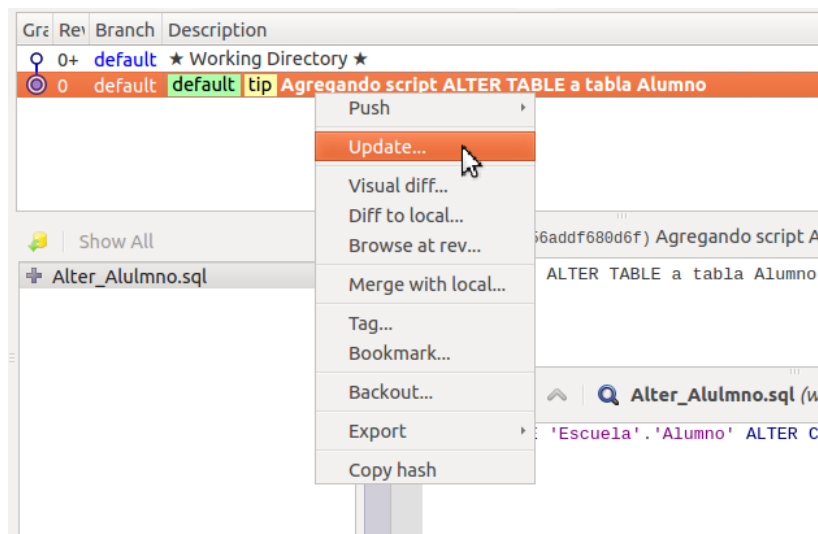 Gra Rev Branch Description
0+ default ★ Working Directory ★
0 default default tip Agregando script ALTER TABLE a tabla Alumno
Push
Update...
Visual diff...
Diff to local...
Browse at rev...
Merge with local...
Tag...
Bookmark...
Backout...
Export
Copy hash
Show All
Alter_Alulmno.sql
56addf680d6f) Agregando script A
ALTER TABLE a tabla Alumno
Alter_Alulmno.sql (w
E 'Escuela'.'Alumno' ALTER C